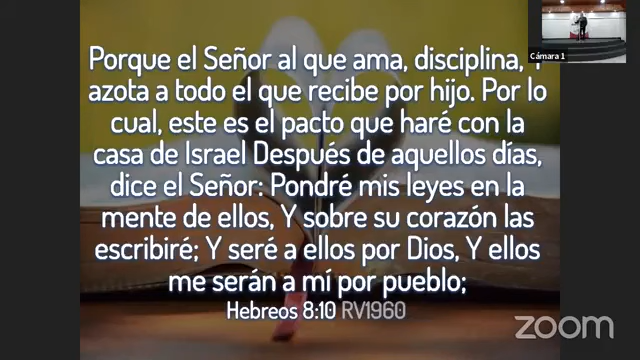 Porque el Señor al que ama, disciplina, Y
azota a todo el que recibe por hijo. Por lo
cual, este es el pacto que haré con la
casa de Israel Después de aquellos días,
dice el Señor: Pondré mis leyes en la
mente de ellos, Y sobre su corazón las
escribiré; Y seré a ellos por Dios, Y ellos
me serán a mí por pueblo;
Hebreos 8:10 RV1960
Cámara 1
zoom